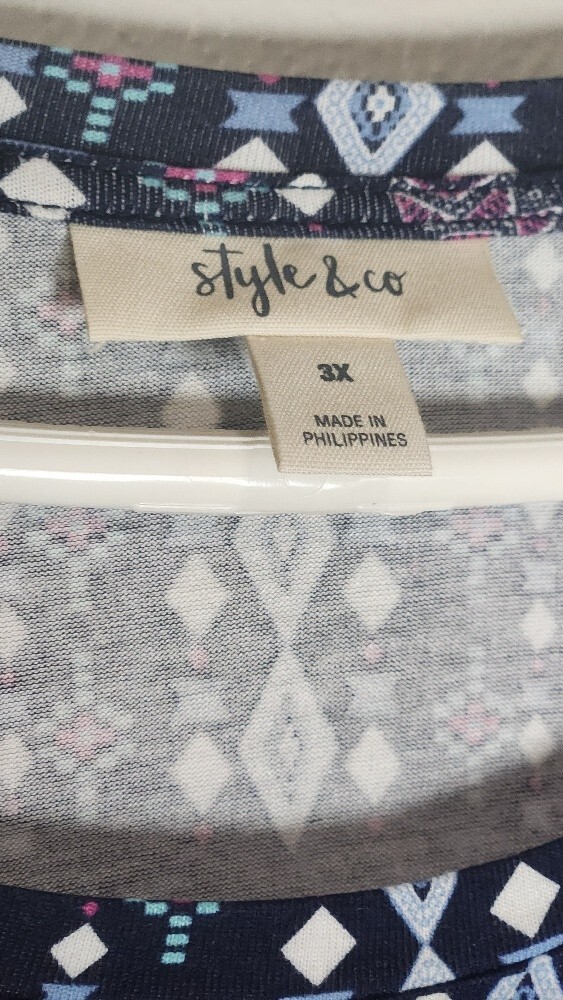 style & co
3X
MADE IN
PHILIPPINES